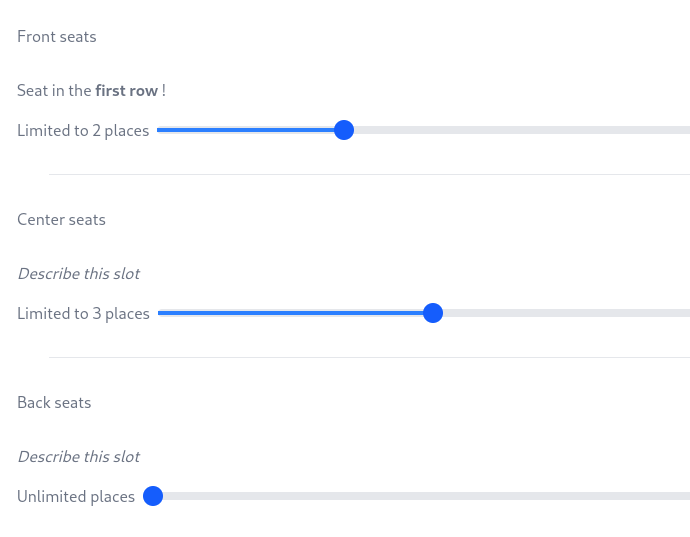 Front seats
Seat in the first row !
Limited to 2 places
Center seats
Describe this slot
Limited to 3 places
Back seats
Describe this slot
Unlimited places